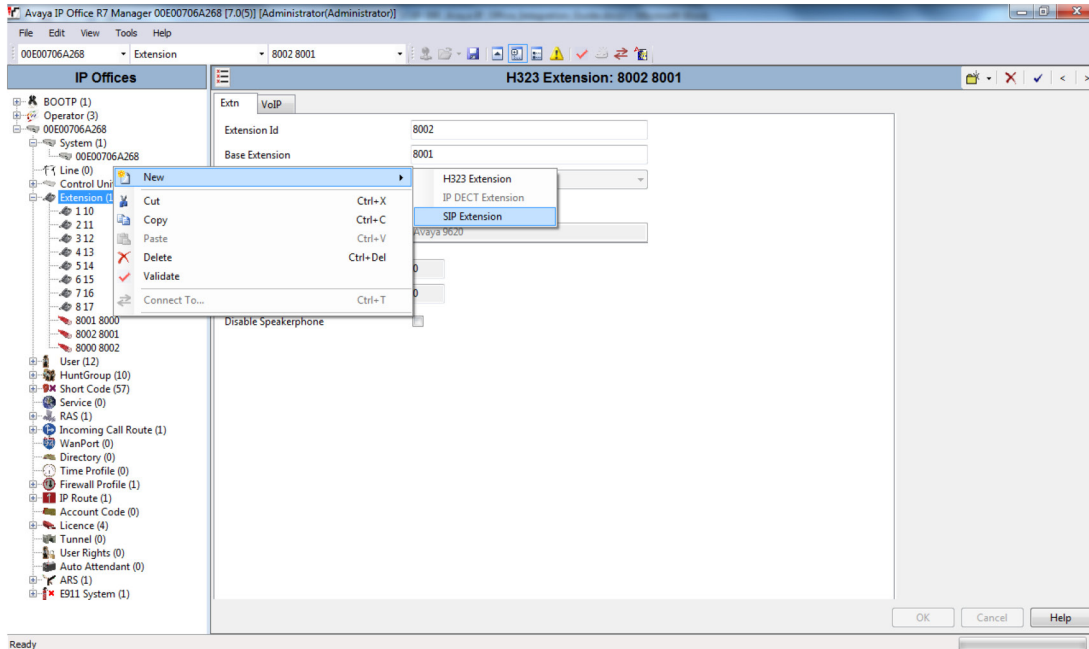 Avaya IP Office R7 Manager 00E00706A268 [7.0(5)] [Administrator(Administrator)]
File Edit View Tools Help
00E00706A268 Extension 8002 8001
IP Offices
H323 Extension: 8002 8001
BOOTP (1)
Operator (3)
00E00706A268
System (1)
00E00706A268
Line (0)
Control Uni
Extension (1
1 10
2 11
3 12
4 13
5 14
6 15
7 16
8 17
8001 8000
8002 8001
8000 8002
User (12)
HuntGroup (10)
Short Code (57)
Service (0)
RAS (1)
Incoming Call Route (1)
WanPort (0)
Directory (0)
Time Profile (0)
Firewall Profile (1)
IP Route (1)
Account Code (0)
Licence (4)
Tunnel (0)
User Rights (0)
Auto Attendant (0)
ARS (1)
E911 System (1)
Extn VoIP
Extension Id 8002
Base Extension 8001
New
Cut Ctrl+X
Copy Ctrl+C
Paste Ctrl+V
Delete Ctrl+Del
Validate
Connect To... Ctrl+T
H323 Extension
IP DECT Extension
SIP Extension
Avaya 9620
0
0
Disable Speakerphone
OK Cancel Help
Ready